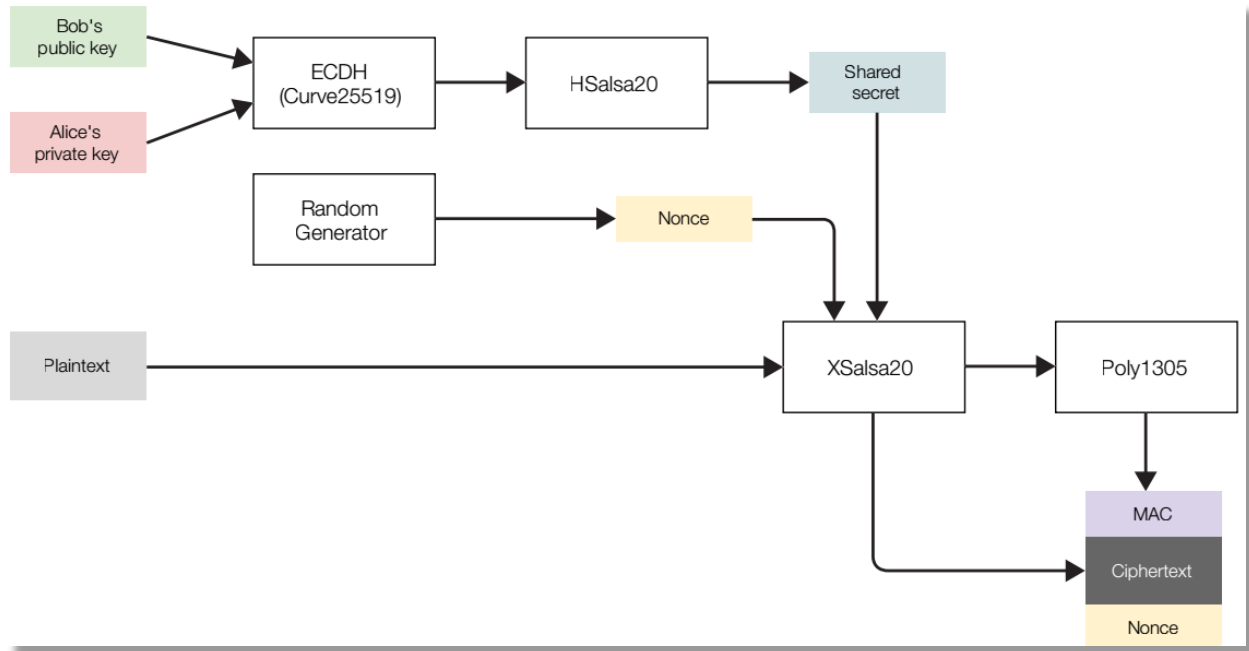 Bob's
public key
ECDH
(Curve25519)
HSalsa20
Shared
secret
Alice's
private key
Random
Generator
Nonce
Plaintext
XSalsa20
Poly1305
MAC
Ciphertext
Nonce